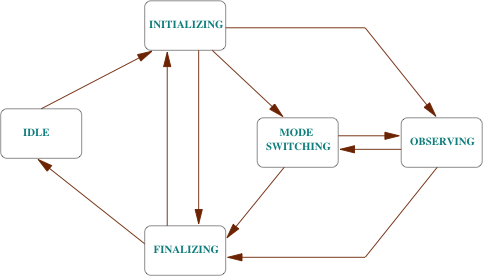 INITIALIZING
IDLE
MODE
SWITCHING
OBSERVING
FINALIZING